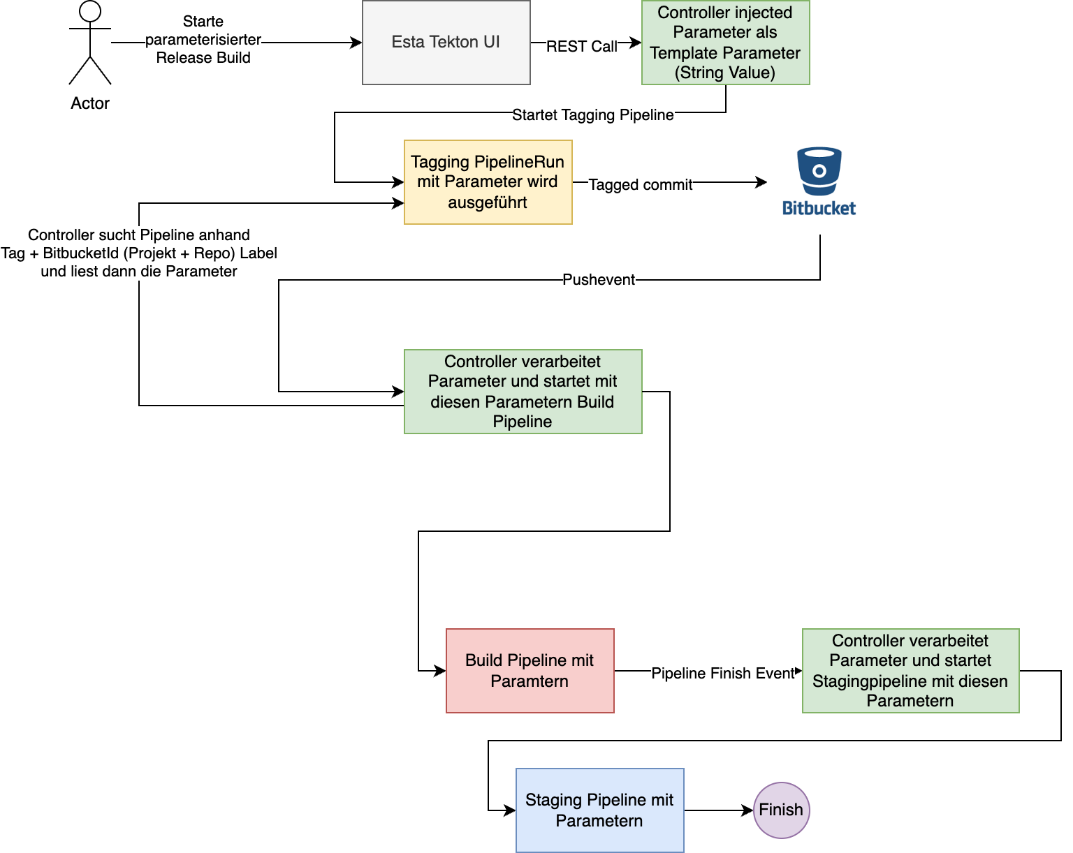 Starte
parameterisierter
Release Build
Actor
Esta Tekton UI
REST Call
Controller injected
Parameter als
Template Parameter
(String Value)
Startet Tagging Pipeline
Tagging PipelineRun
mit Parameter wird
ausgeführt
Tagged commit
Bitbucket
Controller sucht Pipeline anhand
Tag + BitbucketId (Projekt + Repo) Label
und liest dann die Parameter
Pushevent
Controller verarbeitet
Parameter und startet mit
diesen Parametern Build
Pipeline
Build Pipeline mit
Paramtern
Pipeline Finish Event
Controller verarbeitet
Parameter und startet
Stagingpipeline mit diesen
Parametern
Staging Pipeline mit
Parametern
Finish